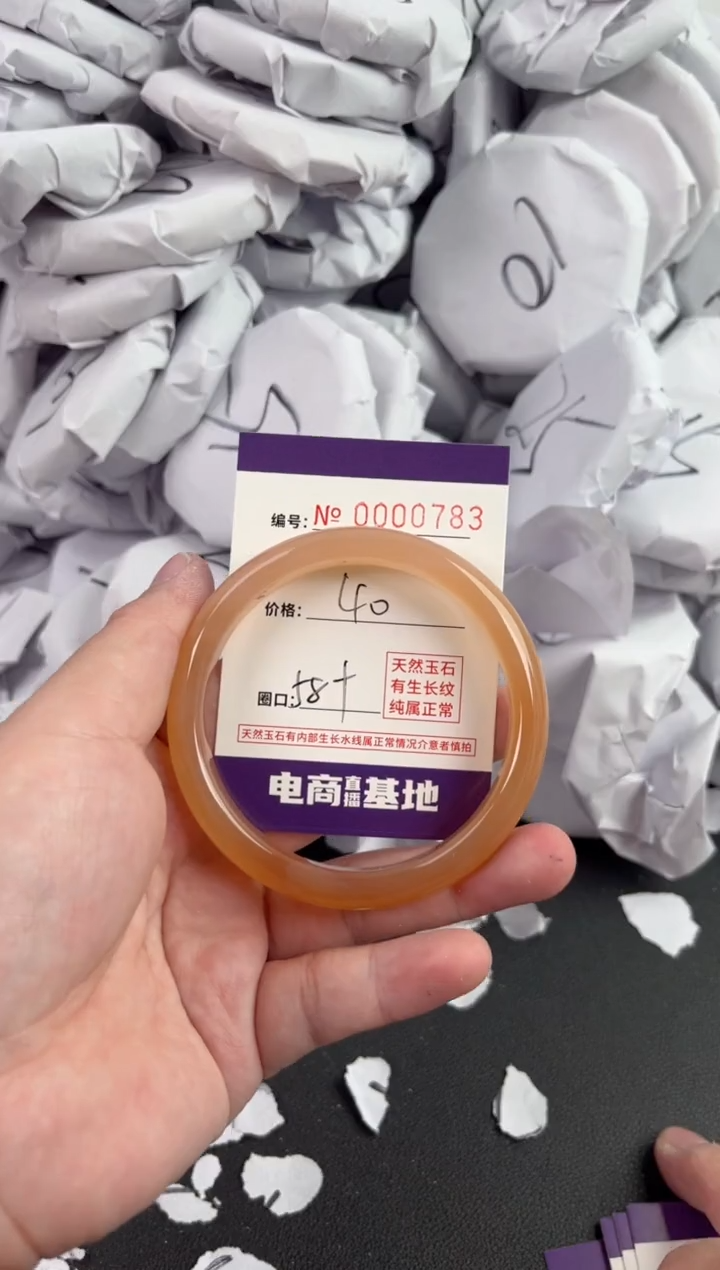 编号: № 0000783
价格: 40
圈口: 58+
天然玉石
有生长纹
纯属正常
天然玉石有内部生长水线属正常情况介意者慎拍
电商直播基地